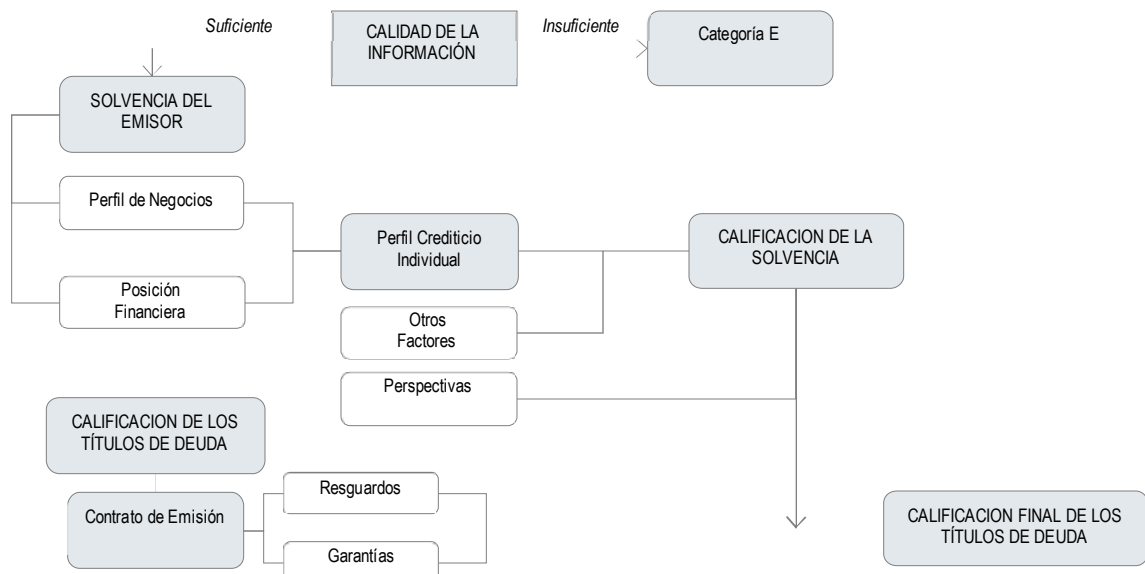 Suficiente
CALIDAD DE LA
INFORMACIÓN
Insuficiente
Categoría E
SOLVENCIA DEL
EMISOR
Perfil de Negocios
Posición
Financiera
Perfil Crediticio
Individual
CALIFICACION DE LA
SOLVENCIA
Otros
Factores
Perspectivas
CALIFICACION DE LOS
TÍTULOS DE DEUDA
Contrato de Emisión
Resguardos
Garantías
CALIFICACION FINAL DE LOS
TÍTULOS DE DEUDA